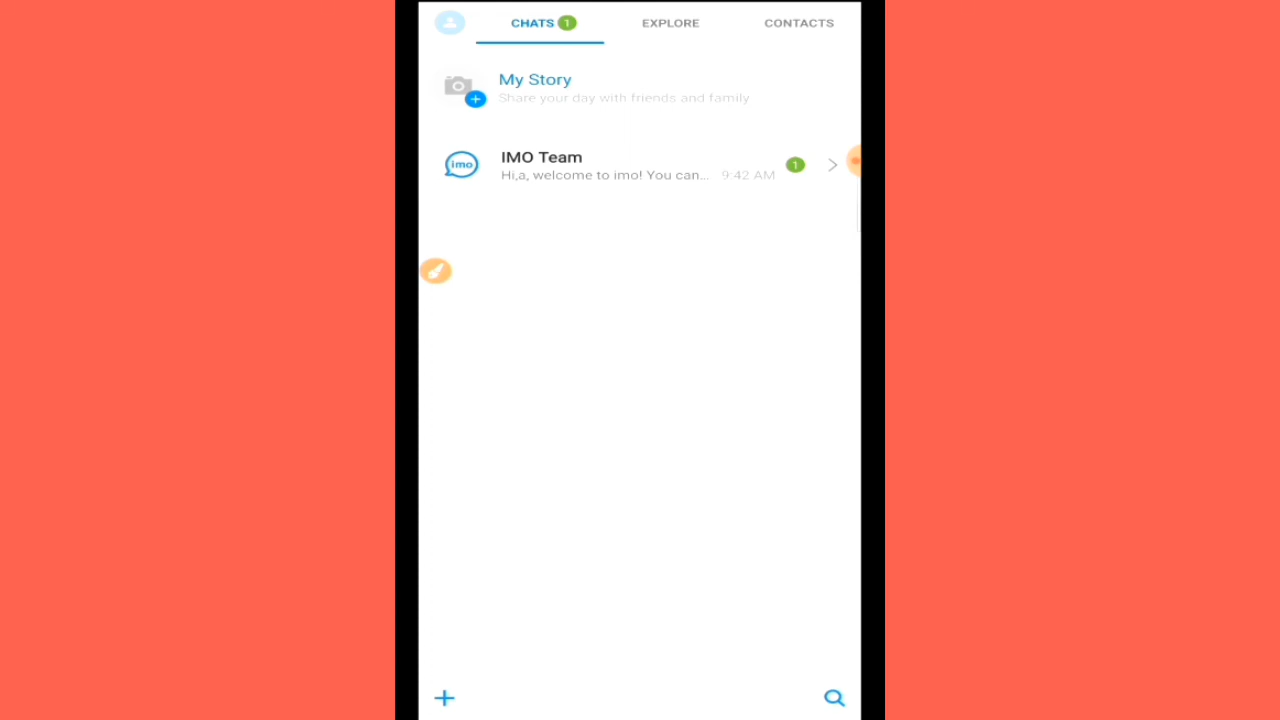 CHATS 1 EXPLORE CONTACTS
My Story
Share your day with friends and family
imo IMO Team 1
Hi,a, welcome to imo! You can... 9:42 AM